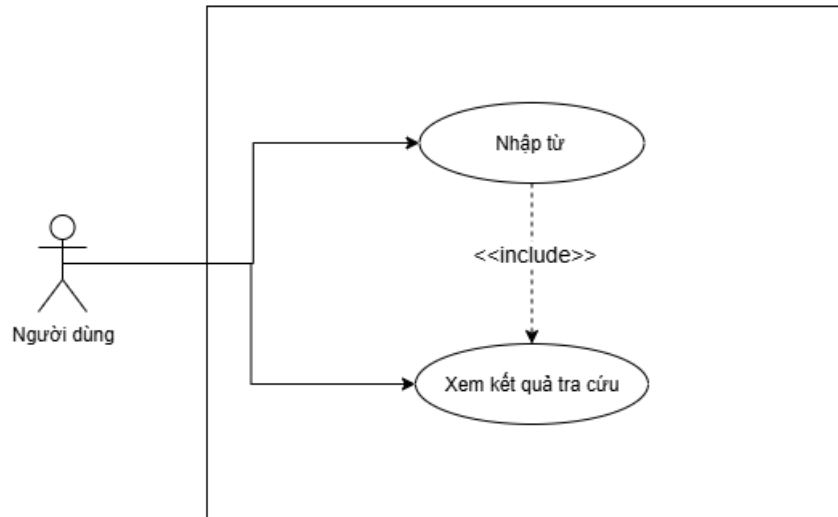 Nhập từ
<<include>>
Người dùng
Xem kết quả tra cứu